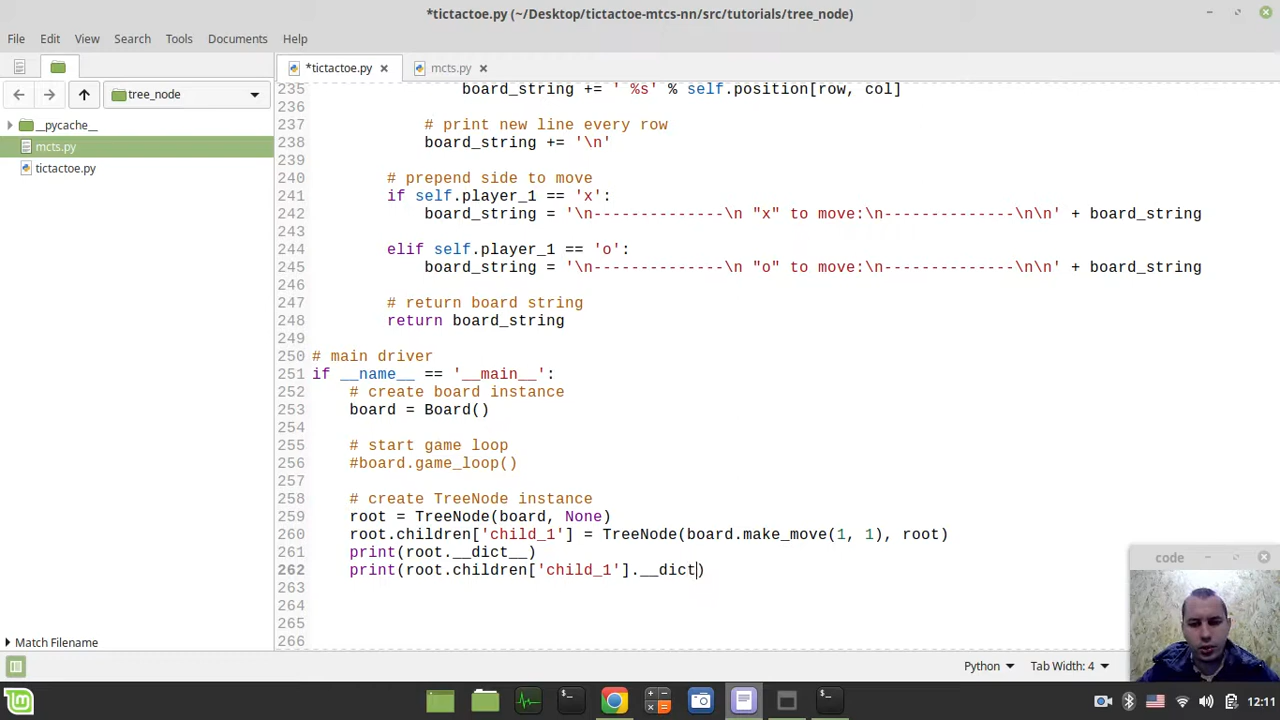 *tictactoe.py (~/Desktop/tictactoe-mtcs-nn/src/tutorials/tree_node)
File Edit View Search Tools Documents Help
*tictactoe.py
mcts.py
tree_node
__pycache__
mcts.py
tictactoe.py
235 board_string += ' %s' % self.position[row, col]
236
237 # print new line every row
238 board_string += '\n'
239
240 # prepend side to move
241 if self.player_1 == 'x':
242 board_string = '\n--------------\n "x" to move:\n--------------\n\n' + board_string
243
244 elif self.player_1 == 'o':
245 board_string = '\n--------------\n "o" to move:\n--------------\n\n' + board_string
246
247 # return board string
248 return board_string
249
250 # main driver
251 if __name__ == '__main__':
252 # create board instance
253 board = Board()
254
255 # start game loop
256 #board.game_loop()
257
258 # create TreeNode instance
259 root = TreeNode(board, None)
260 root.children['child_1'] = TreeNode(board.make_move(1, 1), root)
261 print(root.__dict__)
262 print(root.children['child_1'].__dict)
263
264
265
266
code
Match Filename
Python
Tab Width: 4
12:11